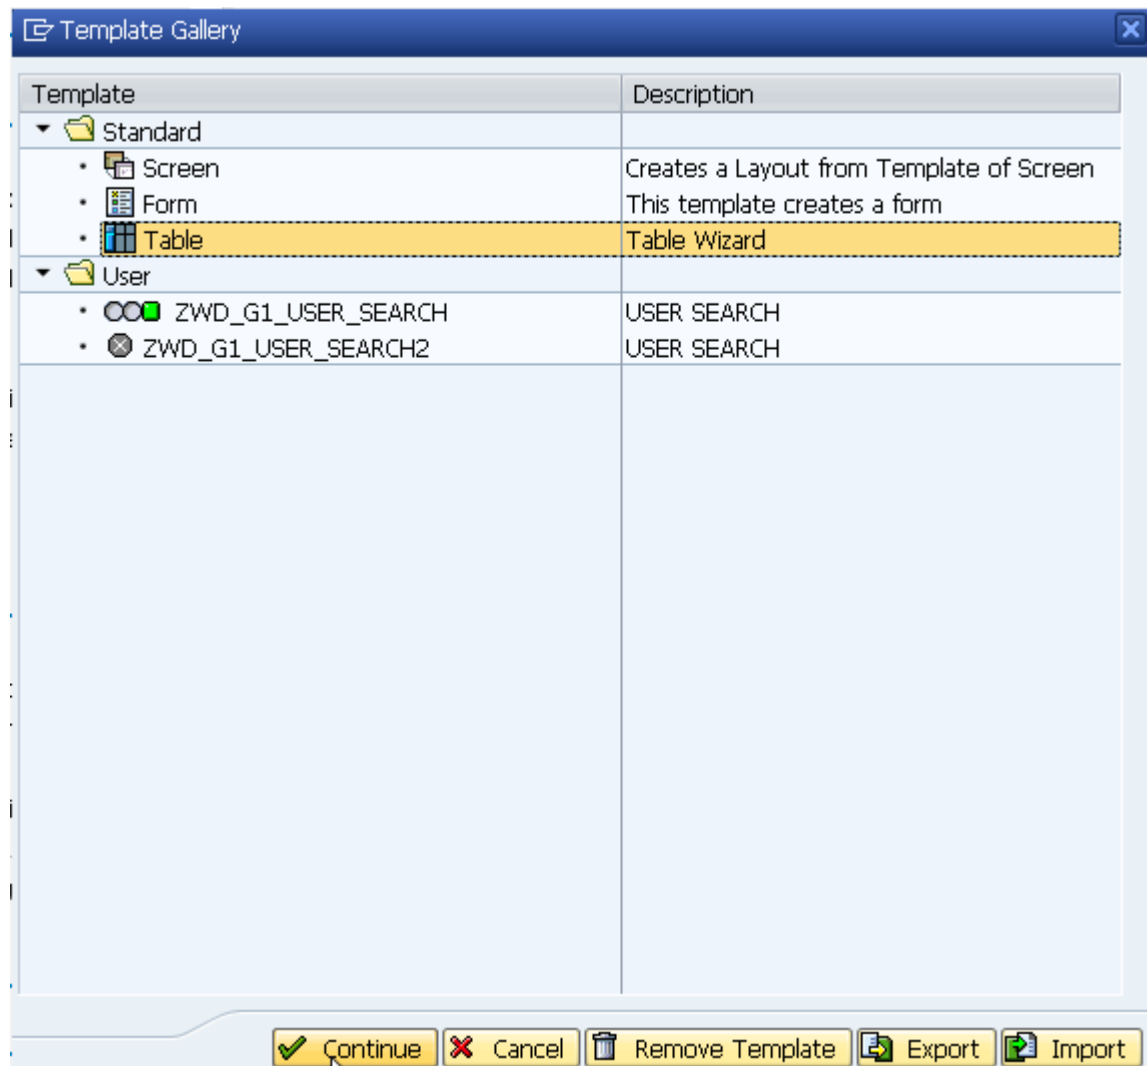 Template Gallery
Template Description
Standard
Screen Creates a Layout from Template of Screen
Form This template creates a form
Table Table Wizard
User
ZWD_G1_USER_SEARCH USER SEARCH
ZWD_G1_USER_SEARCH2 USER SEARCH
Continue Cancel Remove Template Export Import